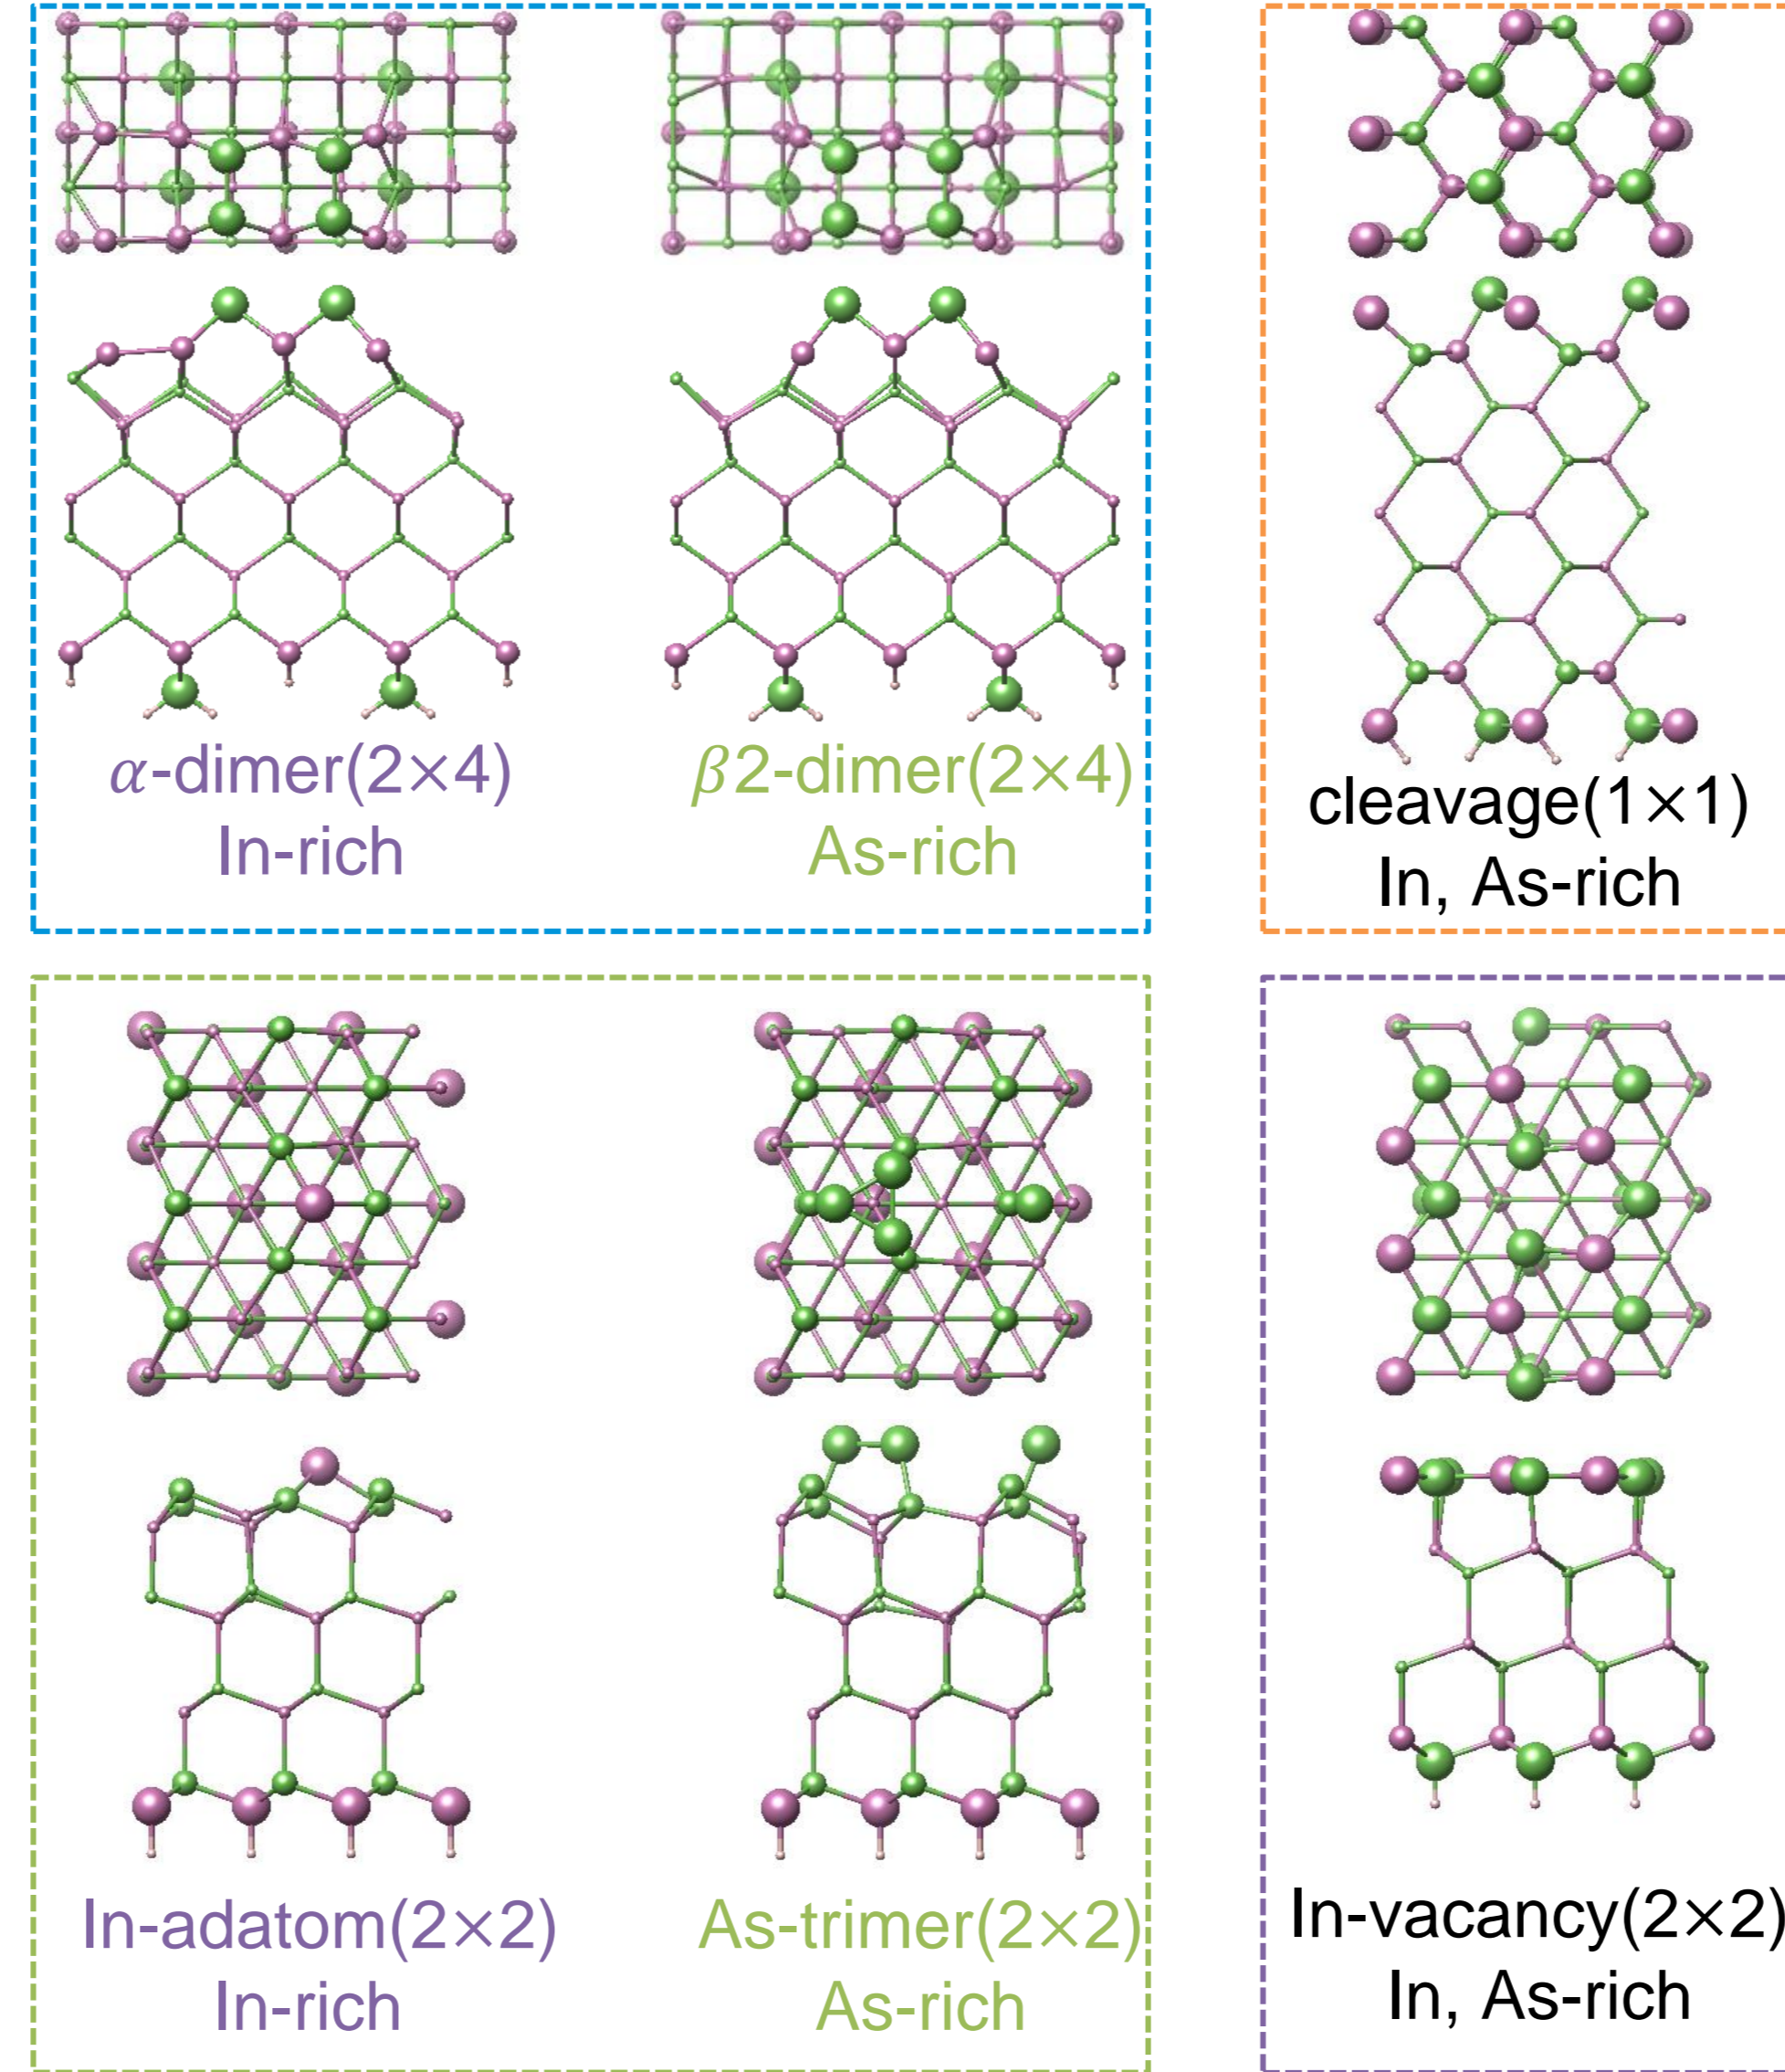 α-dimer(2×4)
In-rich
β2-dimer(2×4)
As-rich
cleavage(1×1)
In, As-rich
In-adatom(2×2)
In-rich
As-trimer(2×2)
As-rich
In-vacancy(2×2)
In, As-rich